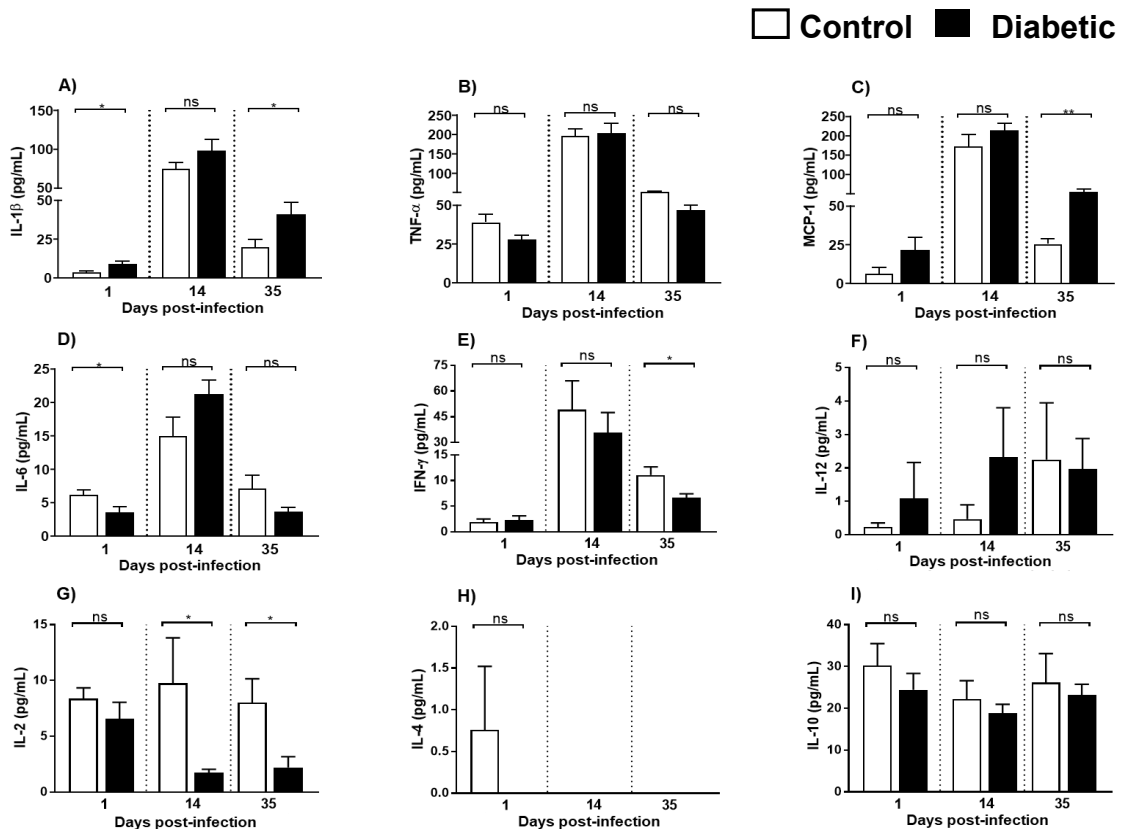 Control Diabetic
A)
* ns *
IL-1β (pg/mL)
150
100
50
50
25
0
1 14 35
Days post-infection
B)
ns ns ns
TNF-α (pg/mL)
250
200
150
100
50
25
0
1 14 35
Days post-infection
C)
ns ns **
MCP-1 (pg/mL)
250
200
150
100
50
25
0
1 14 35
Days post-infection
D)
* ns ns
IL-6 (pg/mL)
25
20
15
10
5
0
1 14 35
Days post-infection
E)
ns ns *
IFN-γ (pg/mL)
75
60
45
30
15
10
5
0
1 14 35
Days post-infection
F)
ns ns ns
IL-12 (pg/mL)
5
4
3
2
1
0
1 14 35
Days post-infection
G)
ns * *
IL-2 (pg/mL)
15
10
5
0
1 14 35
Days post-infection
H)
ns
IL-4 (pg/mL)
2.0
1.5
1.0
0.5
0.0
1 14 35
Days post-infection
I)
ns ns ns
IL-10 (pg/mL)
40
30
20
10
0
1 14 35
Days post-infection